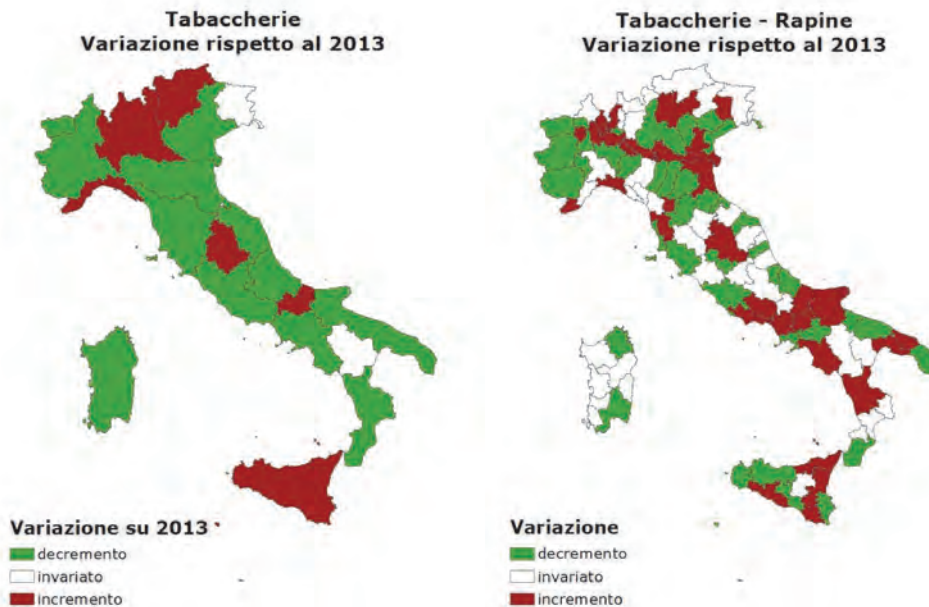 Tabaccherie
Variazione rispetto al 2013
Variazione su 2013
decremento
invariato
incremento
Tabaccherie - Rapine
Variazione rispetto al 2013
Variazione
decremento
invariato
incremento